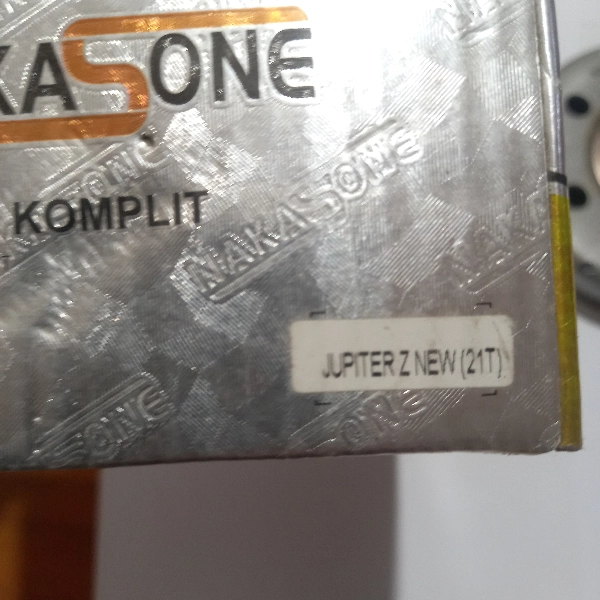 KASONE
KOMPLIT
NAKASONE
JUPITER Z NEW (21T)